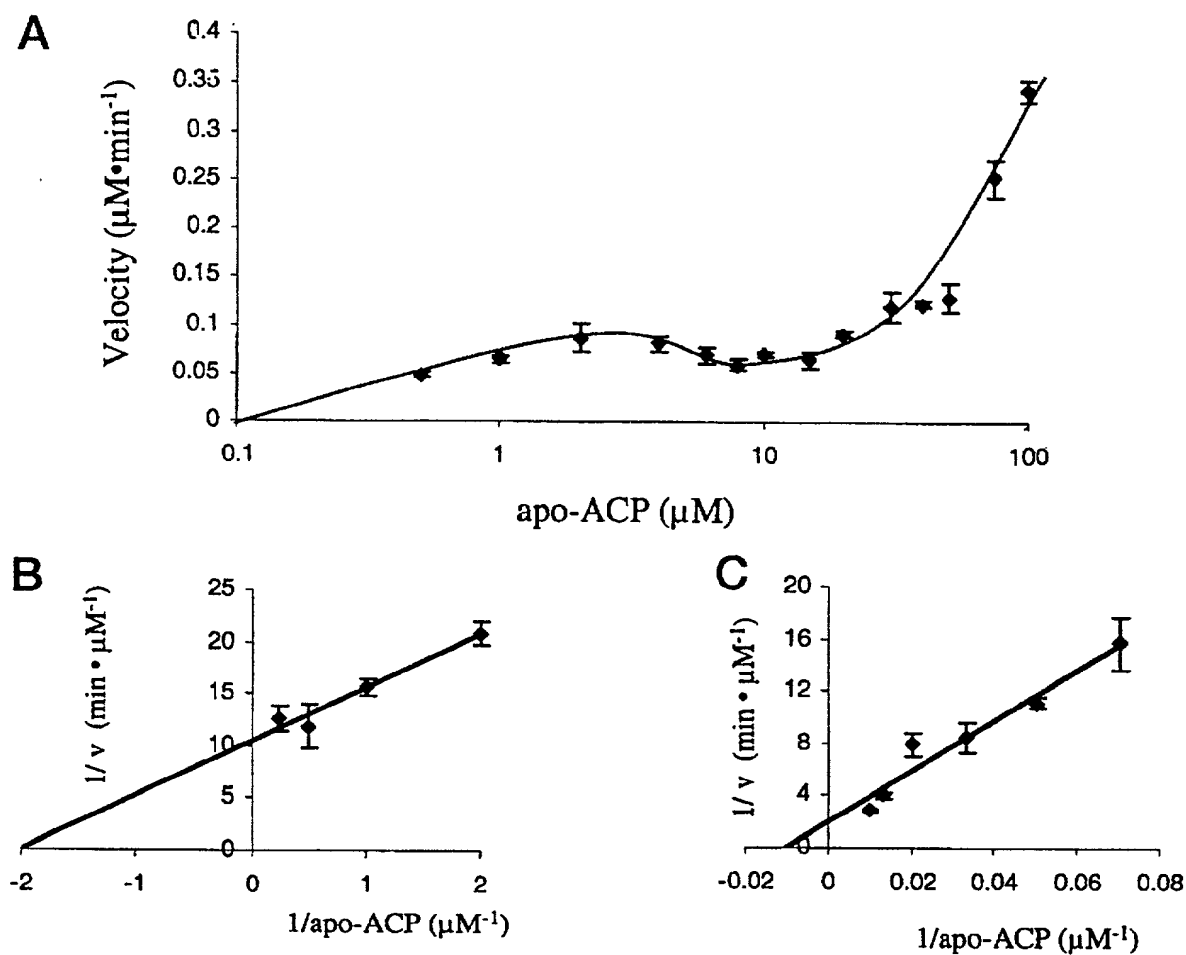 A
0.4
0.35
0.3
0.25
0.2
0.15
0.1
0.05
0
Velocity (µM•min⁻¹)
0.1 1 10 100
apo-ACP (µM)
B
25
20
15
10
5
0
1/ v (min • µM⁻¹)
-2 -1 0 1 2
1/apo-ACP (µM⁻¹)
C
20
16
12
8
4
0
1/ v (min • µM⁻¹)
-0.02 0 0.02 0.04 0.06 0.08
1/apo-ACP (µM⁻¹)